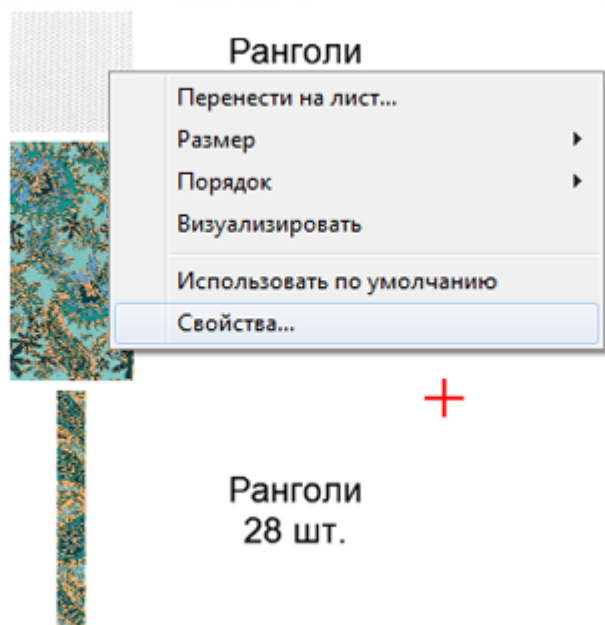 Ранголи
Перенести на лист...
Размер
Порядок
Визуализировать
Использовать по умолчанию
Свойства...
Ранголи
28 шт.